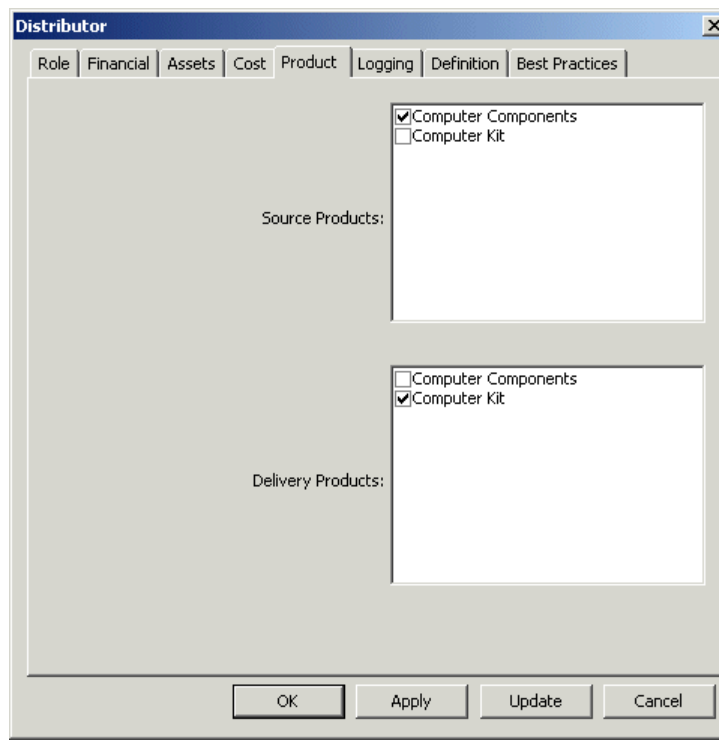 Distributor
Role Financial Assets Cost Product Logging Definition Best Practices
Computer Components
Computer Kit
Source Products:
Computer Components
Computer Kit
Delivery Products:
OK Apply Update Cancel